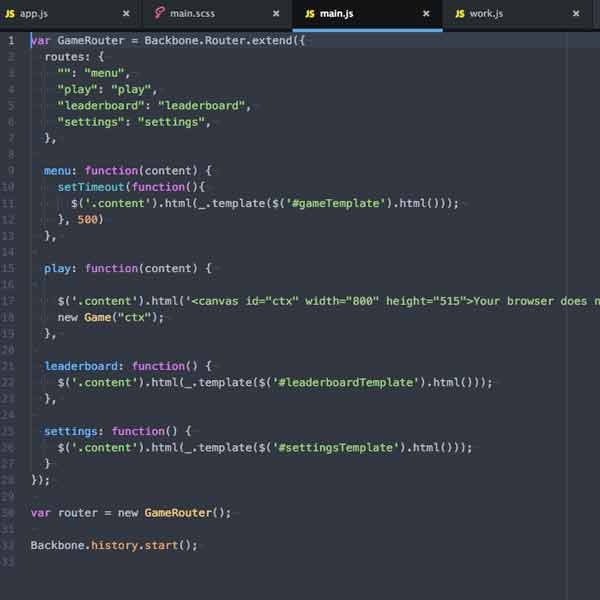 JS app.js × main.scss × JS main.js × JS work.js ×
1 var GameRouter = Backbone.Router.extend({
2 routes: {
3 "": "menu",
4 "play": "play",
5 "leaderboard": "leaderboard",
6 "settings": "settings",
7 },
8
9 menu: function(content) {
10 setTimeout(function(){
11 $('.content').html(_.template($('#gameTemplate').html()));
12 }, 500)
13 },
14
15 play: function(content) {
16
17 $('.content').html('<canvas id="ctx" width="800" height="515">Your browser does n
18 new Game("ctx");
19 },
20
21 leaderboard: function() {
22 $('.content').html(_.template($('#leaderboardTemplate').html()));
23 },
24
25 settings: function() {
26 $('.content').html(_.template($('#settingsTemplate').html()));
27 }
28 });
29
30 var router = new GameRouter();
31
32 Backbone.history.start();
33